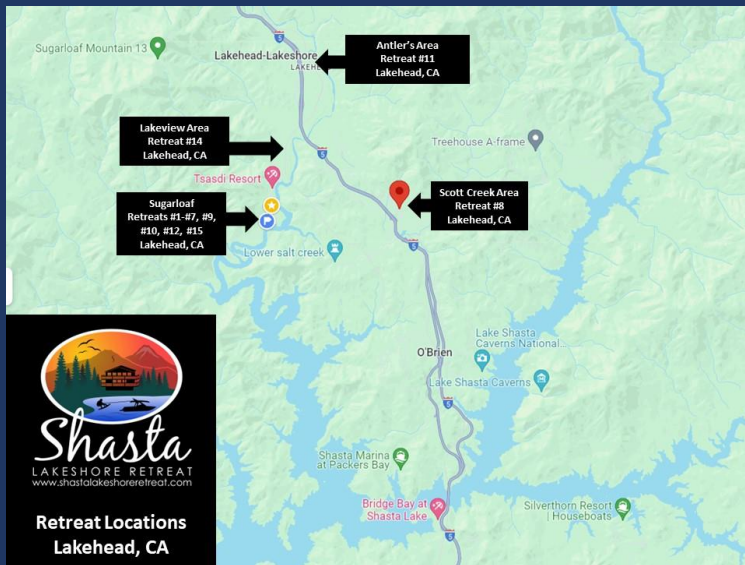 Sugarloaf Mountain 13
5
Lakehead-Lakeshore
Antler's Area
Retreat #11
Lakehead, CA
Lakeview Area
Retreat #14
Lakehead, CA
5
Treehouse A-frame
Tsasdi Resort
Sugarloaf
Retreats #1-#7, #9,
#10, #12, #15
Lakehead, CA
Scott Creek Area
Retreat #8
Lakehead, CA
Lower salt creek
5
Lake Shasta
Caverns National...
O'Brien
Lake Shasta Caverns
5
Shasta
LAKESHORE RETREAT
www.shastalakeshoreretreat.com
Retreat Locations
Lakehead, CA
Shasta Marina
at Packers Bay
Bridge Bay at
Shasta Lake
Silverthorn Resort
| Houseboats
5